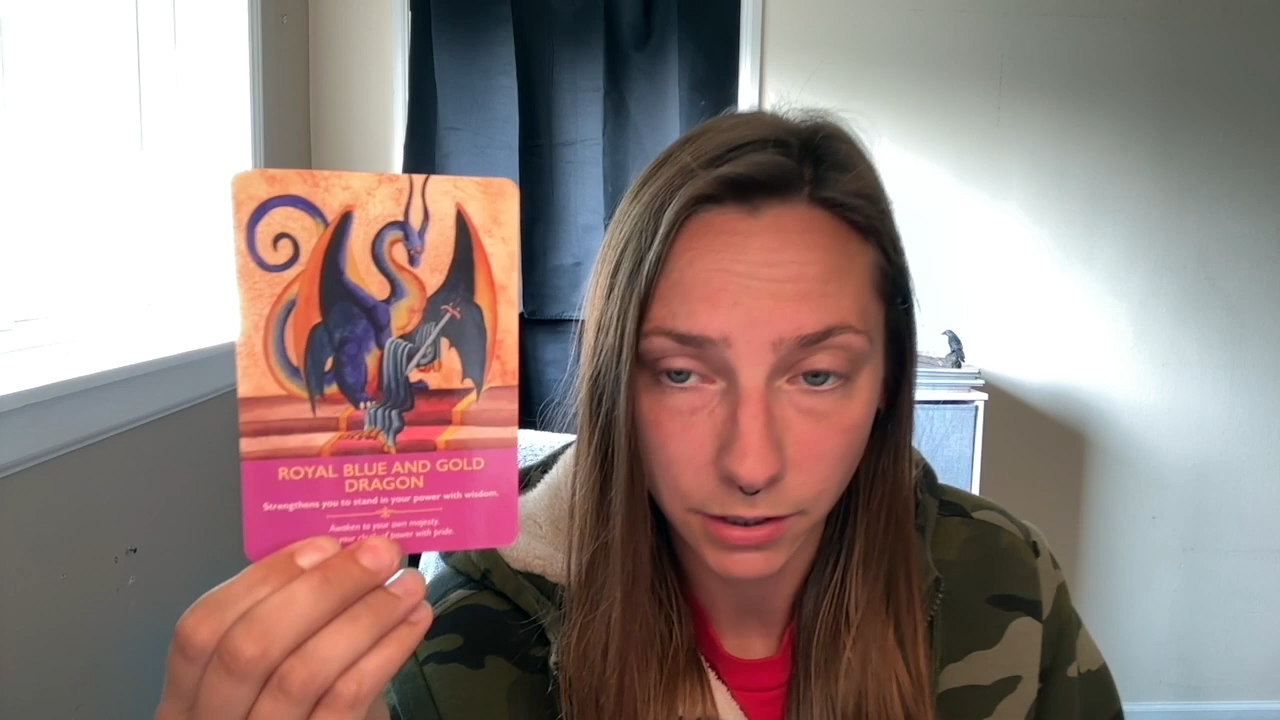 ROYAL BLUE AND GOLD
DRAGON
Strengthens you to stand in your power with wisdom.
Awaken to your own majesty.
your cloak of power with pride.